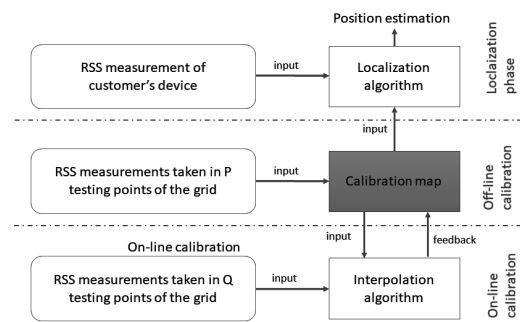 Position estimation
RSS measurement of
customer's device
input
Localization
algorithm
Loclaization
phase
input
RSS measurements taken in P
testing points of the grid
input
Calibration map
Off-line
calibration
input
feedback
On-line calibration
RSS measurements taken in Q
testing points of the grid
input
Interpolation
algorithm
On-line
calibration